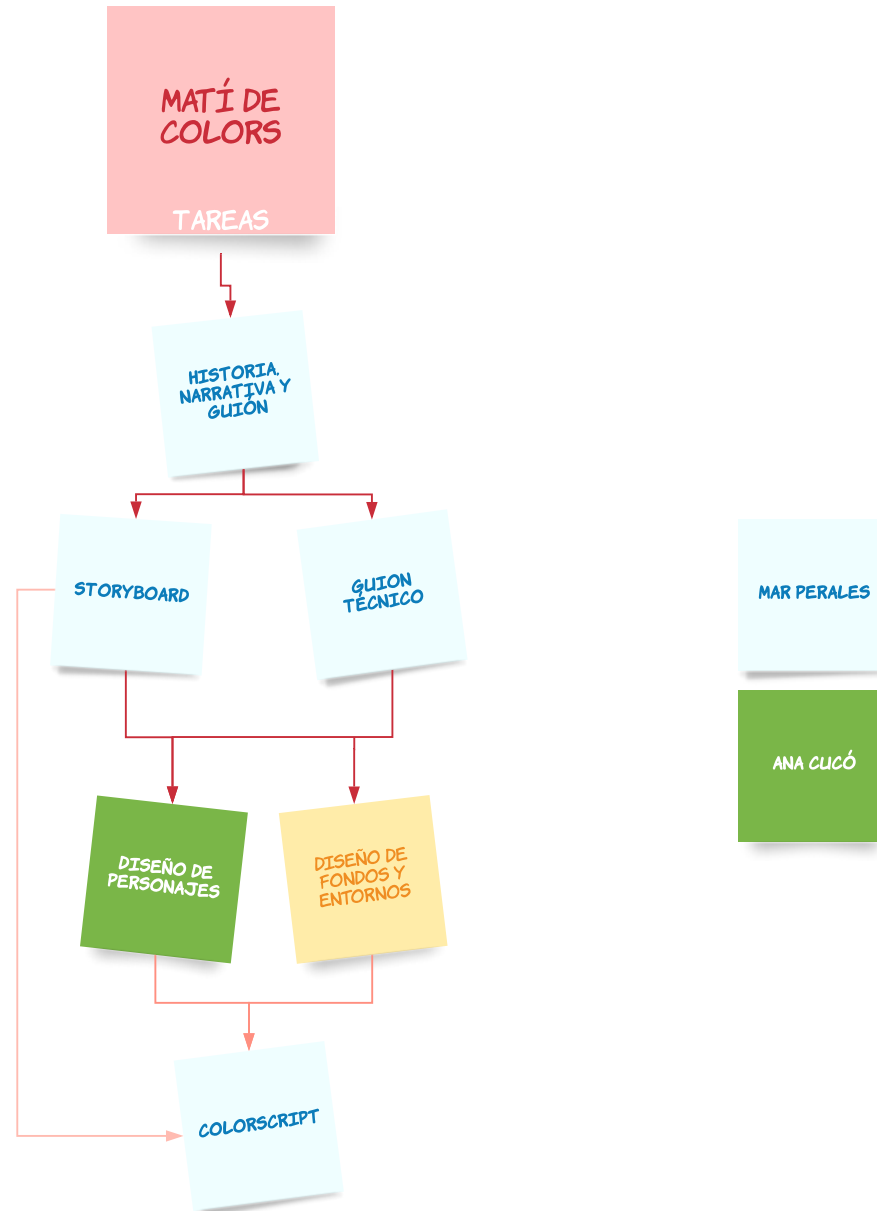 MATÍ DE
COLORS
TAREAS
HISTORIA.
NARRATIVA Y
GUIÓN
STORYBOARD
GUION
TÉCNICO
MAR PERALES
ANA CUCÓ
DISEÑO DE
PERSONAJES
DISEÑO DE
FONDOS Y
ENTORNOS
COLORSCRIPT